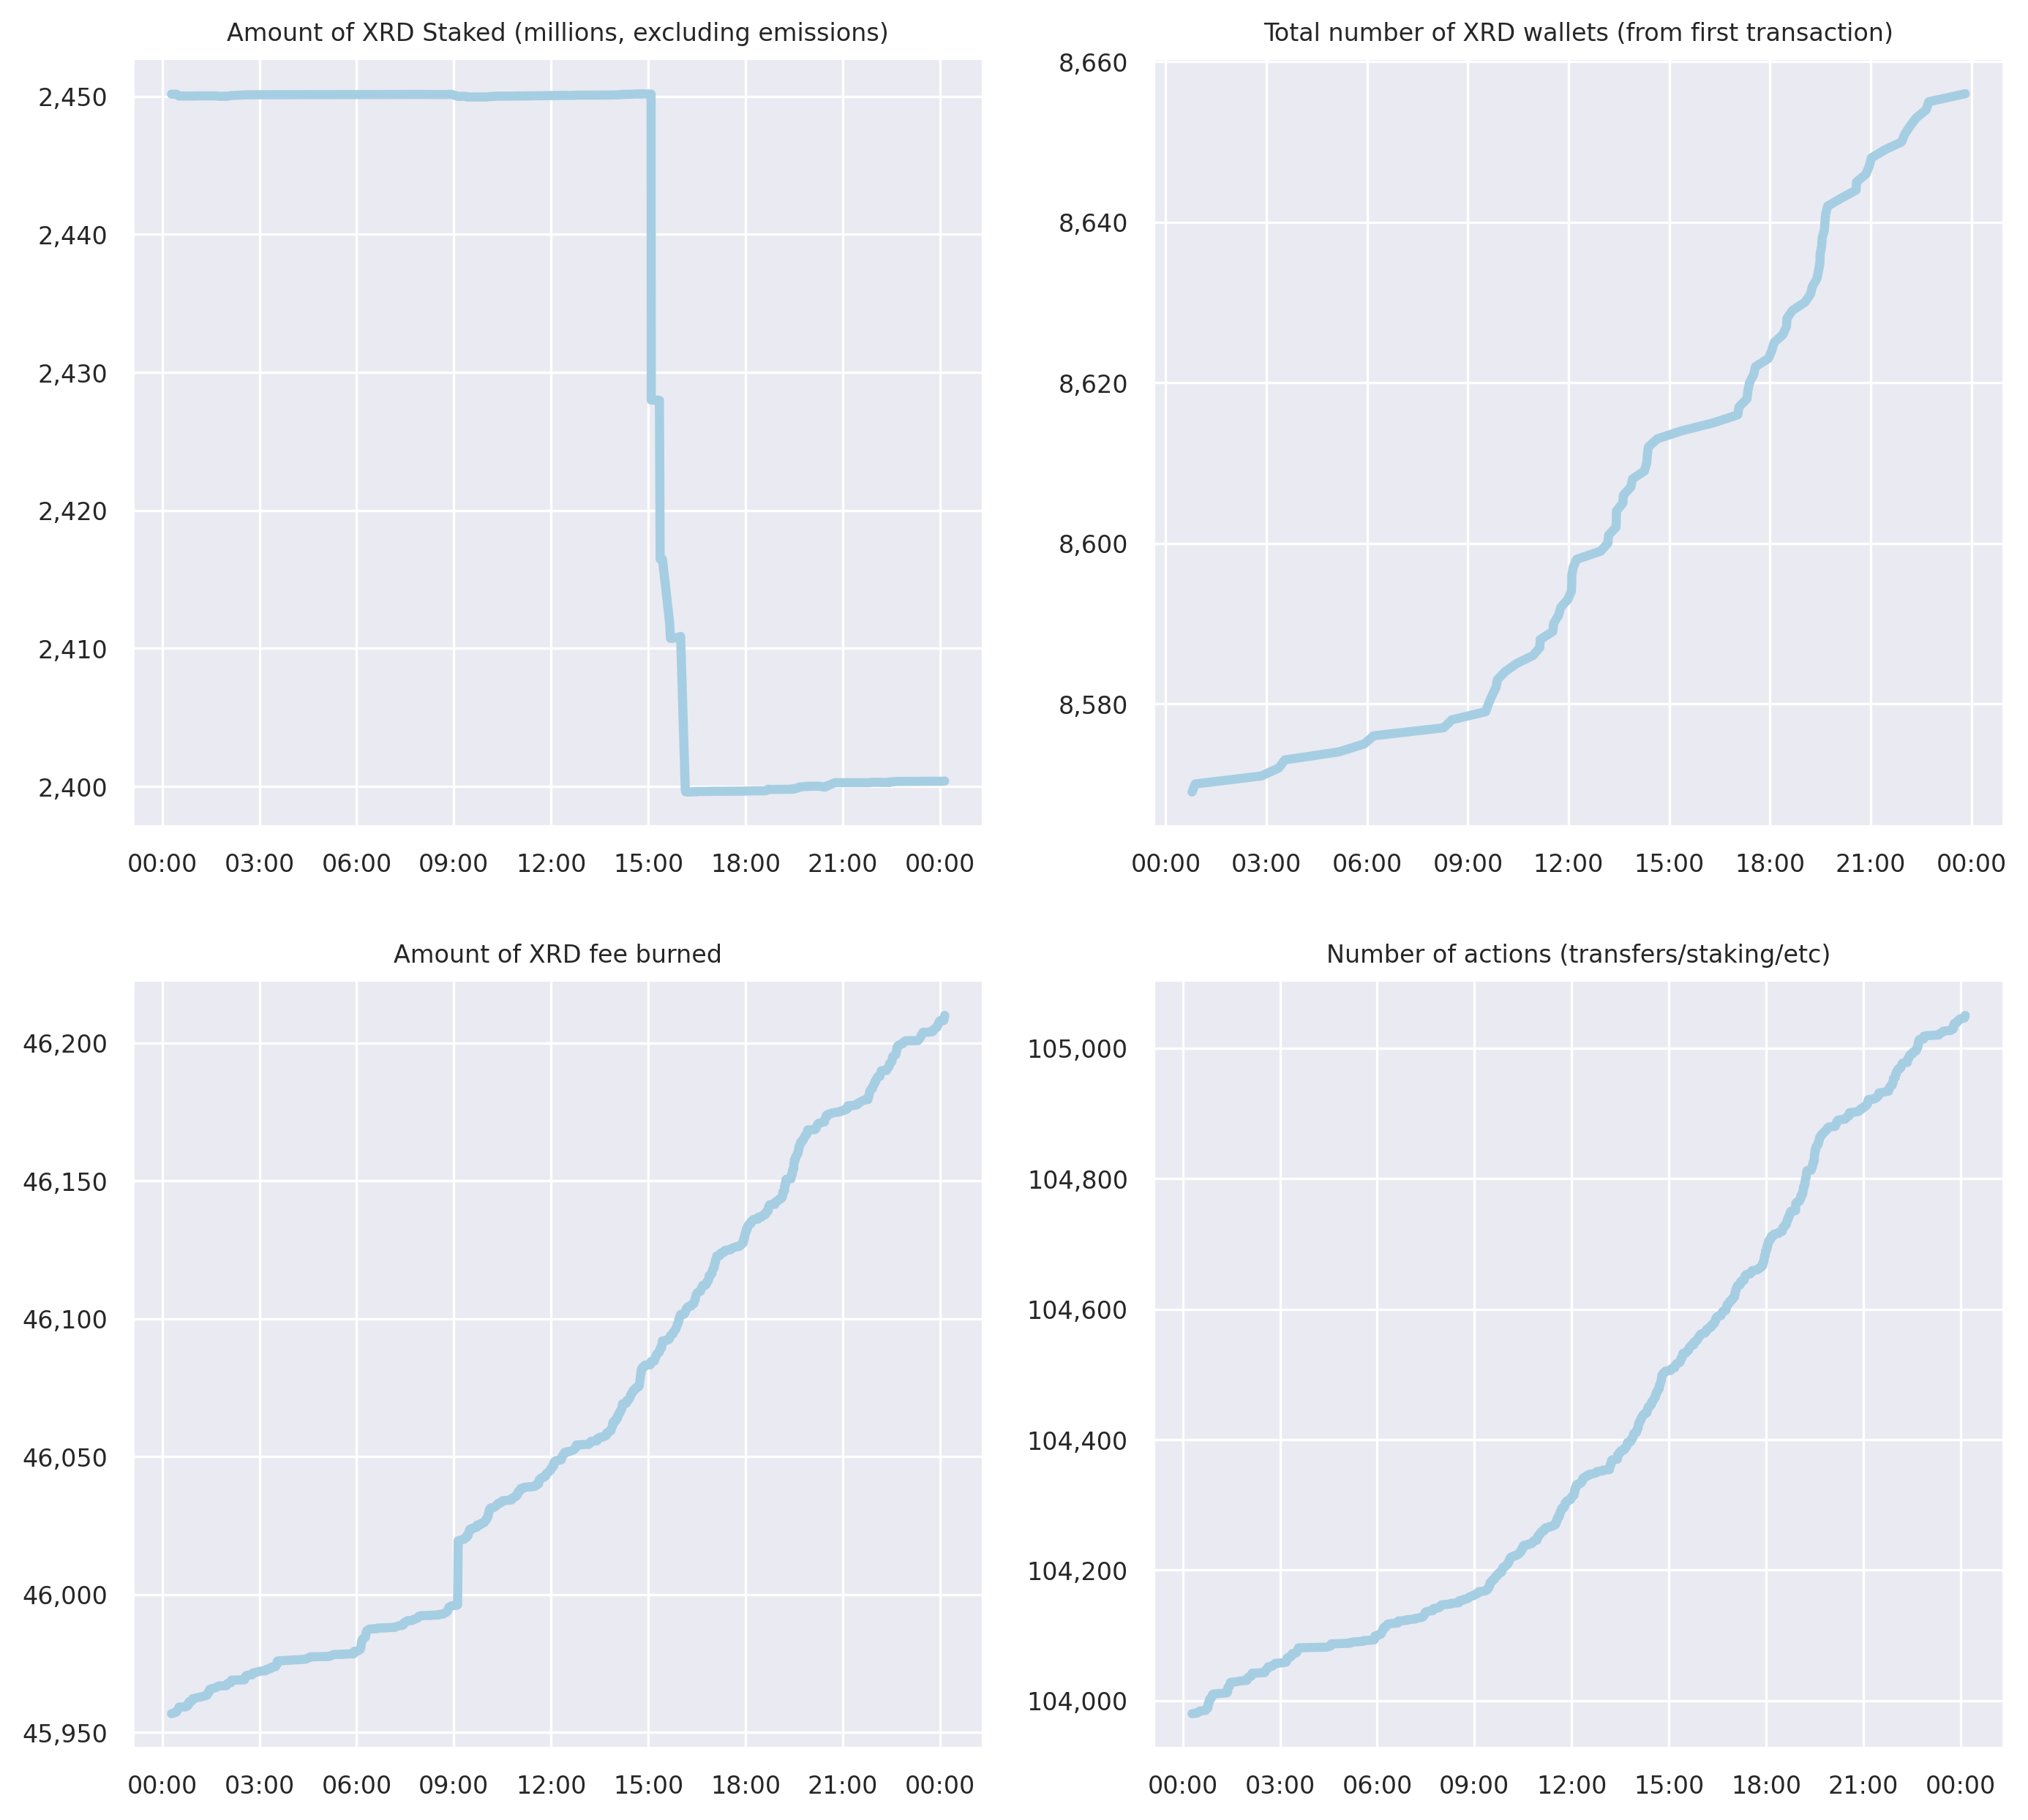 Amount of XRD Staked (millions, excluding emissions)
2,450
2,440
2,430
2,420
2,410
2,400
00:00 03:00 06:00 09:00 12:00 15:00 18:00 21:00 00:00
Total number of XRD wallets (from first transaction)
8,660
8,640
8,620
8,600
8,580
00:00 03:00 06:00 09:00 12:00 15:00 18:00 21:00 00:00
Amount of XRD fee burned
46,200
46,150
46,100
46,050
46,000
45,950
00:00 03:00 06:00 09:00 12:00 15:00 18:00 21:00 00:00
Number of actions (transfers/staking/etc)
105,000
104,800
104,600
104,400
104,200
104,000
00:00 03:00 06:00 09:00 12:00 15:00 18:00 21:00 00:00